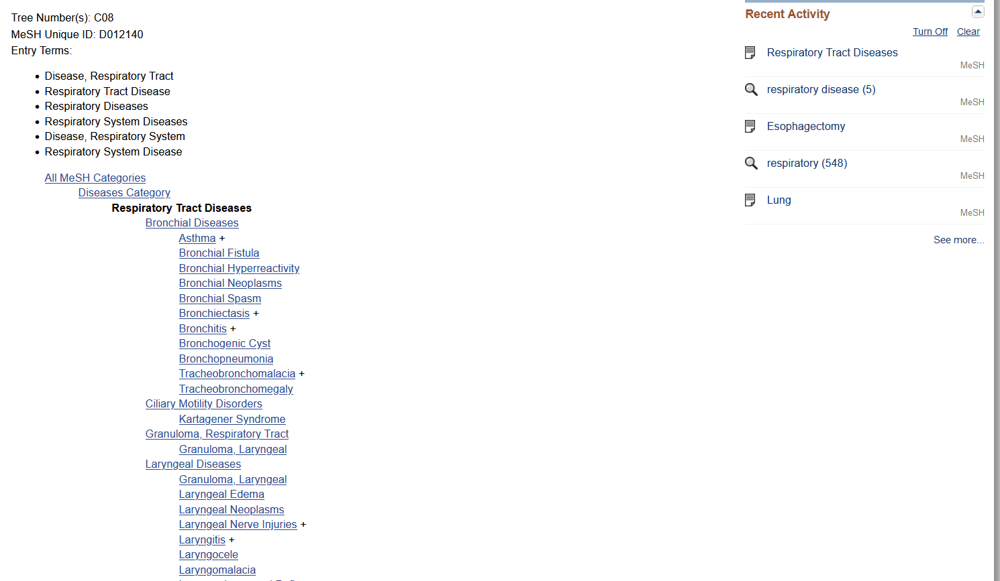 Tree Number(s): C08
MeSH Unique ID: D012140
Entry Terms:
Disease, Respiratory Tract
Respiratory Tract Disease
Respiratory Diseases
Respiratory System Diseases
Disease, Respiratory System
Respiratory System Disease
All MeSH Categories
Diseases Category
Respiratory Tract Diseases
Bronchial Diseases
Asthma +
Bronchial Fistula
Bronchial Hyperreactivity
Bronchial Neoplasms
Bronchial Spasm
Bronchiectasis +
Bronchitis +
Bronchogenic Cyst
Bronchopneumonia
Tracheobronchomalacia +
Tracheobronchomegaly
Ciliary Motility Disorders
Kartagener Syndrome
Granuloma, Respiratory Tract
Granuloma, Laryngeal
Laryngeal Diseases
Granuloma, Laryngeal
Laryngeal Edema
Laryngeal Neoplasms
Laryngeal Nerve Injuries +
Laryngitis +
Laryngocele
Laryngomalacia
Recent Activity
Turn Off Clear
Respiratory Tract Diseases
MeSH
respiratory disease (5)
MeSH
Esophagectomy
MeSH
respiratory (548)
MeSH
Lung
MeSH
See more...